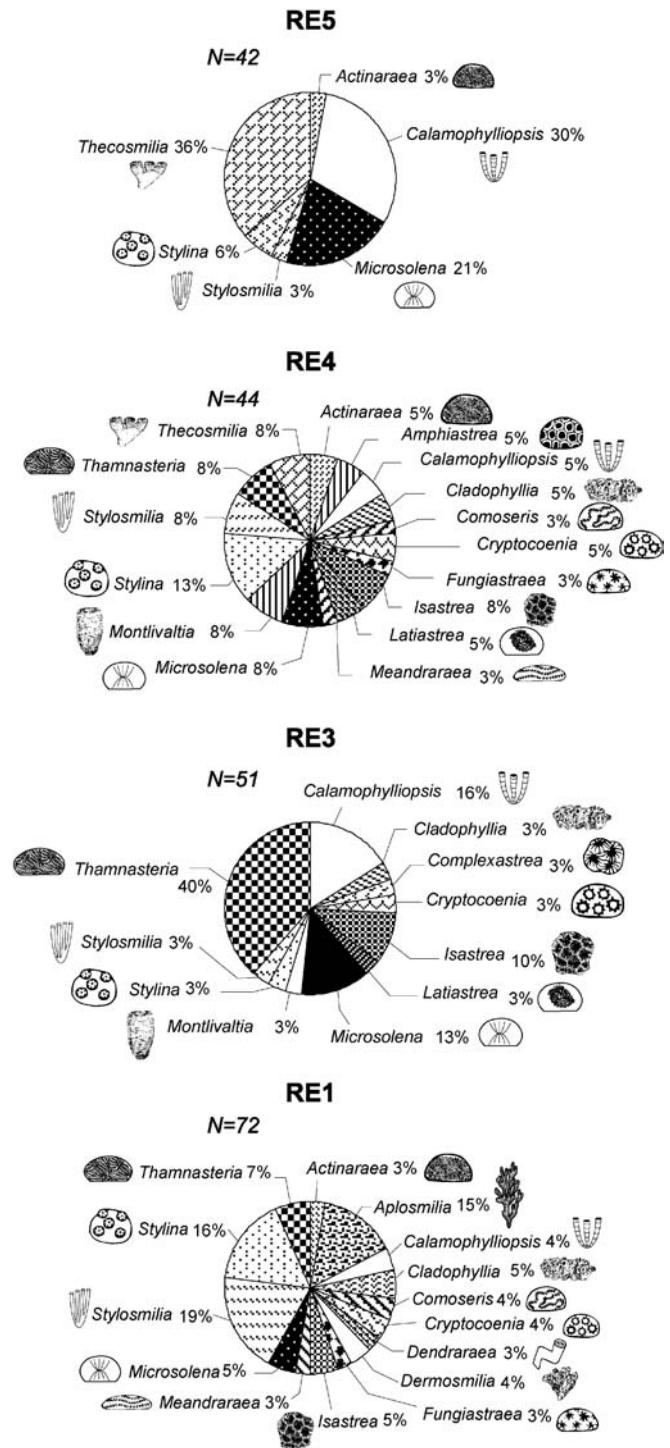 RE5
N=42
Actinaraea 3%
Calamophylliopsis 30%
Thecosmilia 36%
Stylina 6%
Stylosmilia 3%
Microsolena 21%
RE4
N=44
Actinaraea 5%
Thecosmilia 8%
Amphiastrea 5%
Calamophylliopsis 5%
Thamnasteria 8%
Cladophyllia 5%
Stylosmilia 8%
Comoseris 3%
Cryptocoenia 5%
Stylina 13%
Fungiastraea 3%
Isastrea 8%
Montlivaltia 8%
Latiastrea 5%
Microsolena 8%
Meandraraea 3%
RE3
N=51
Calamophylliopsis 16%
Cladophyllia 3%
Complexastrea 3%
Thamnasteria 40%
Cryptocoenia 3%
Stylosmilia 3%
Isastrea 10%
Stylina 3%
Latiastrea 3%
Montlivaltia 3%
Microsolena 13%
RE1
N=72
Thamnasteria 7%
Actinaraea 3%
Aplosmilia 15%
Stylina 16%
Calamophylliopsis 4%
Cladophyllia 5%
Comoseris 4%
Stylosmilia 19%
Cryptocoenia 4%
Dendraraea 3%
Microsolena 5%
Dermosmilia 4%
Meandraraea 3%
Isastrea 5%
Fungiastraea 3%